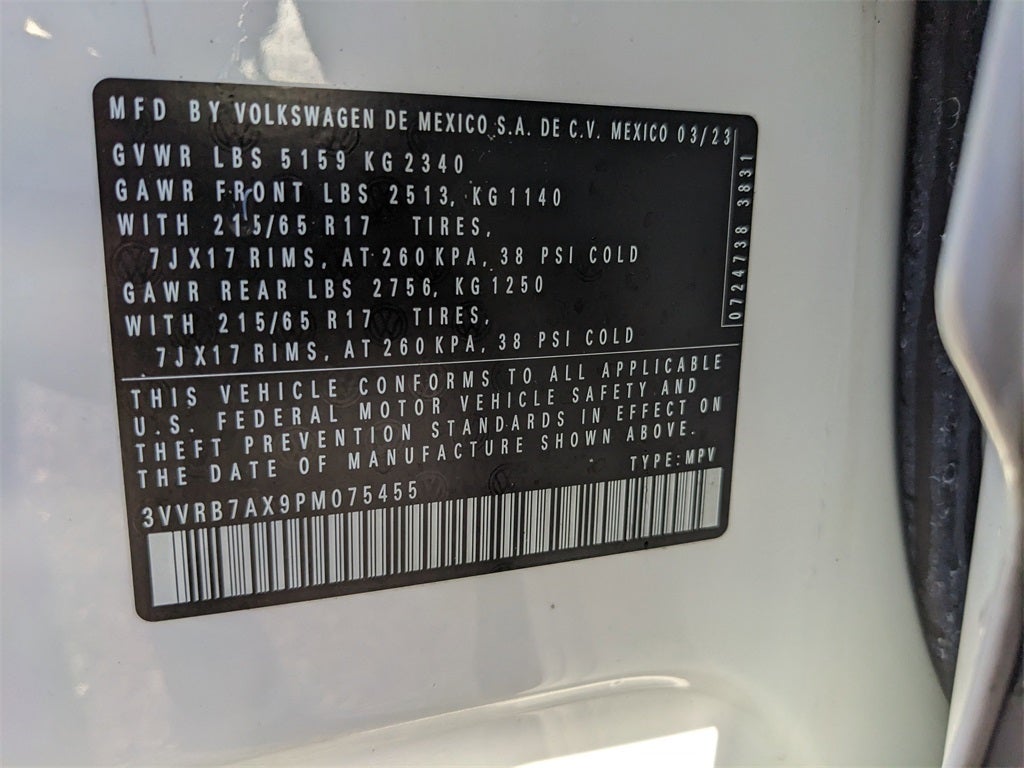 MFD BY VOLKSWAGEN DE MEXICO S.A. DE C.V. MEXICO 03/23
GVWR LBS 5159 KG 2340
GAWR FRONT LBS 2513, KG 1140
WITH 215/65 R17 TIRES,
7JX17 RIMS, AT 260 KPA, 38 PSI COLD
GAWR REAR LBS 2756, KG 1250
WITH 215/65 R17 TIRES,
7JX17 RIMS, AT 260 KPA, 38 PSI COLD
0724738 3831
THIS VEHICLE CONFORMS TO ALL APPLICABLE
U.S. FEDERAL MOTOR VEHICLE SAFETY AND
THEFT PREVENTION STANDARDS IN EFFECT ON
THE DATE OF MANUFACTURE SHOWN ABOVE.
TYPE: MPV
3VVRB7AX9PM075455